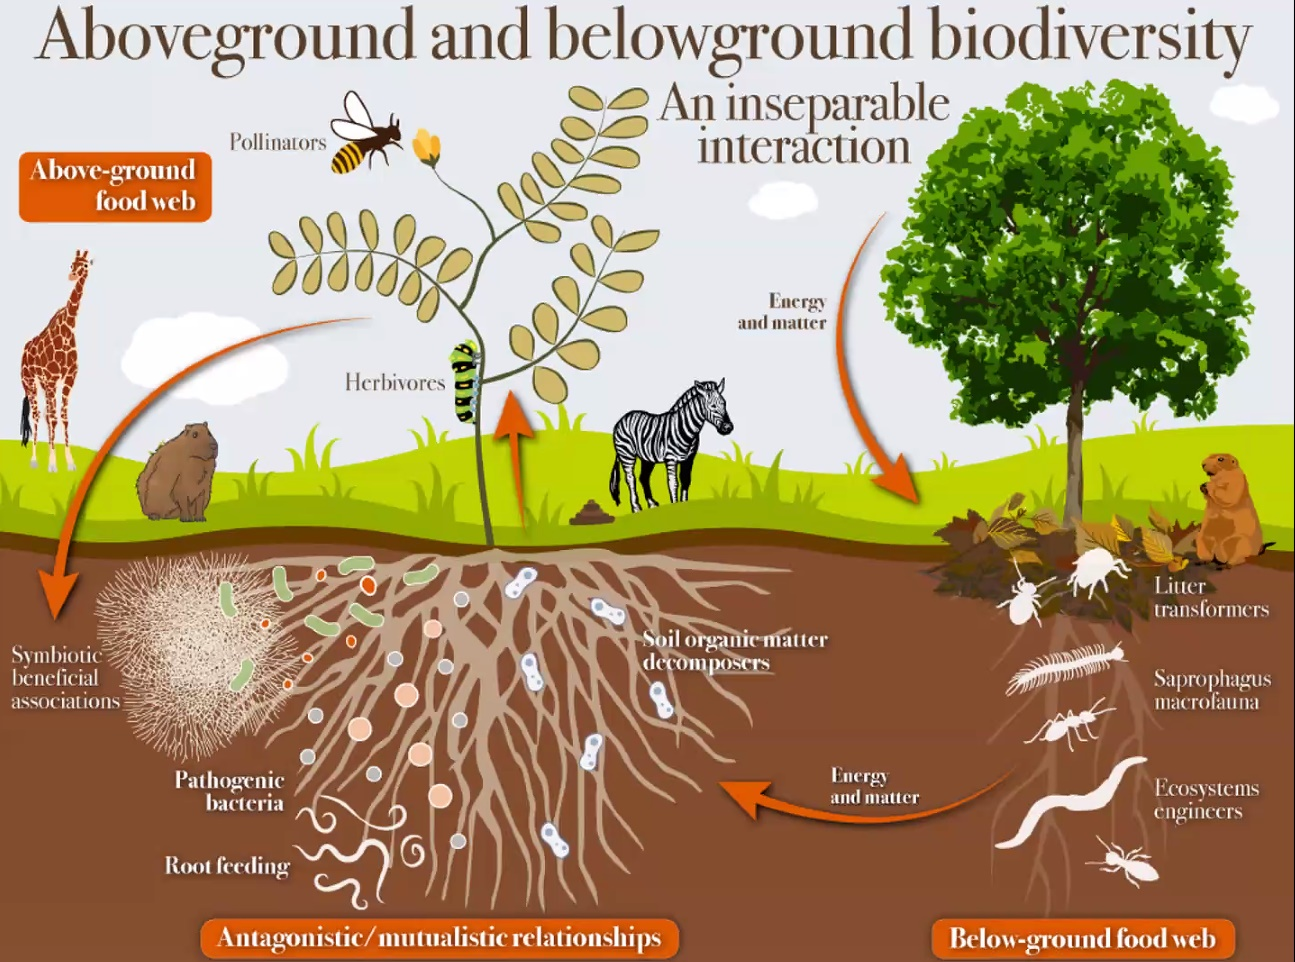 Aboveground and belowground biodiversity
An inseparable
interaction
Pollinators
Above-ground
food web
Energy
and matter
Herbivores
Litter
transformers
Symbiotic
beneficial
associations
Soil organic matter
decomposers
Saprophagus
macrofauna
Pathogenic
bacteria
Energy
and matter
Ecosystems
engineers
Root feeding
Antagonistic/mutualistic relationships
Below-ground food web